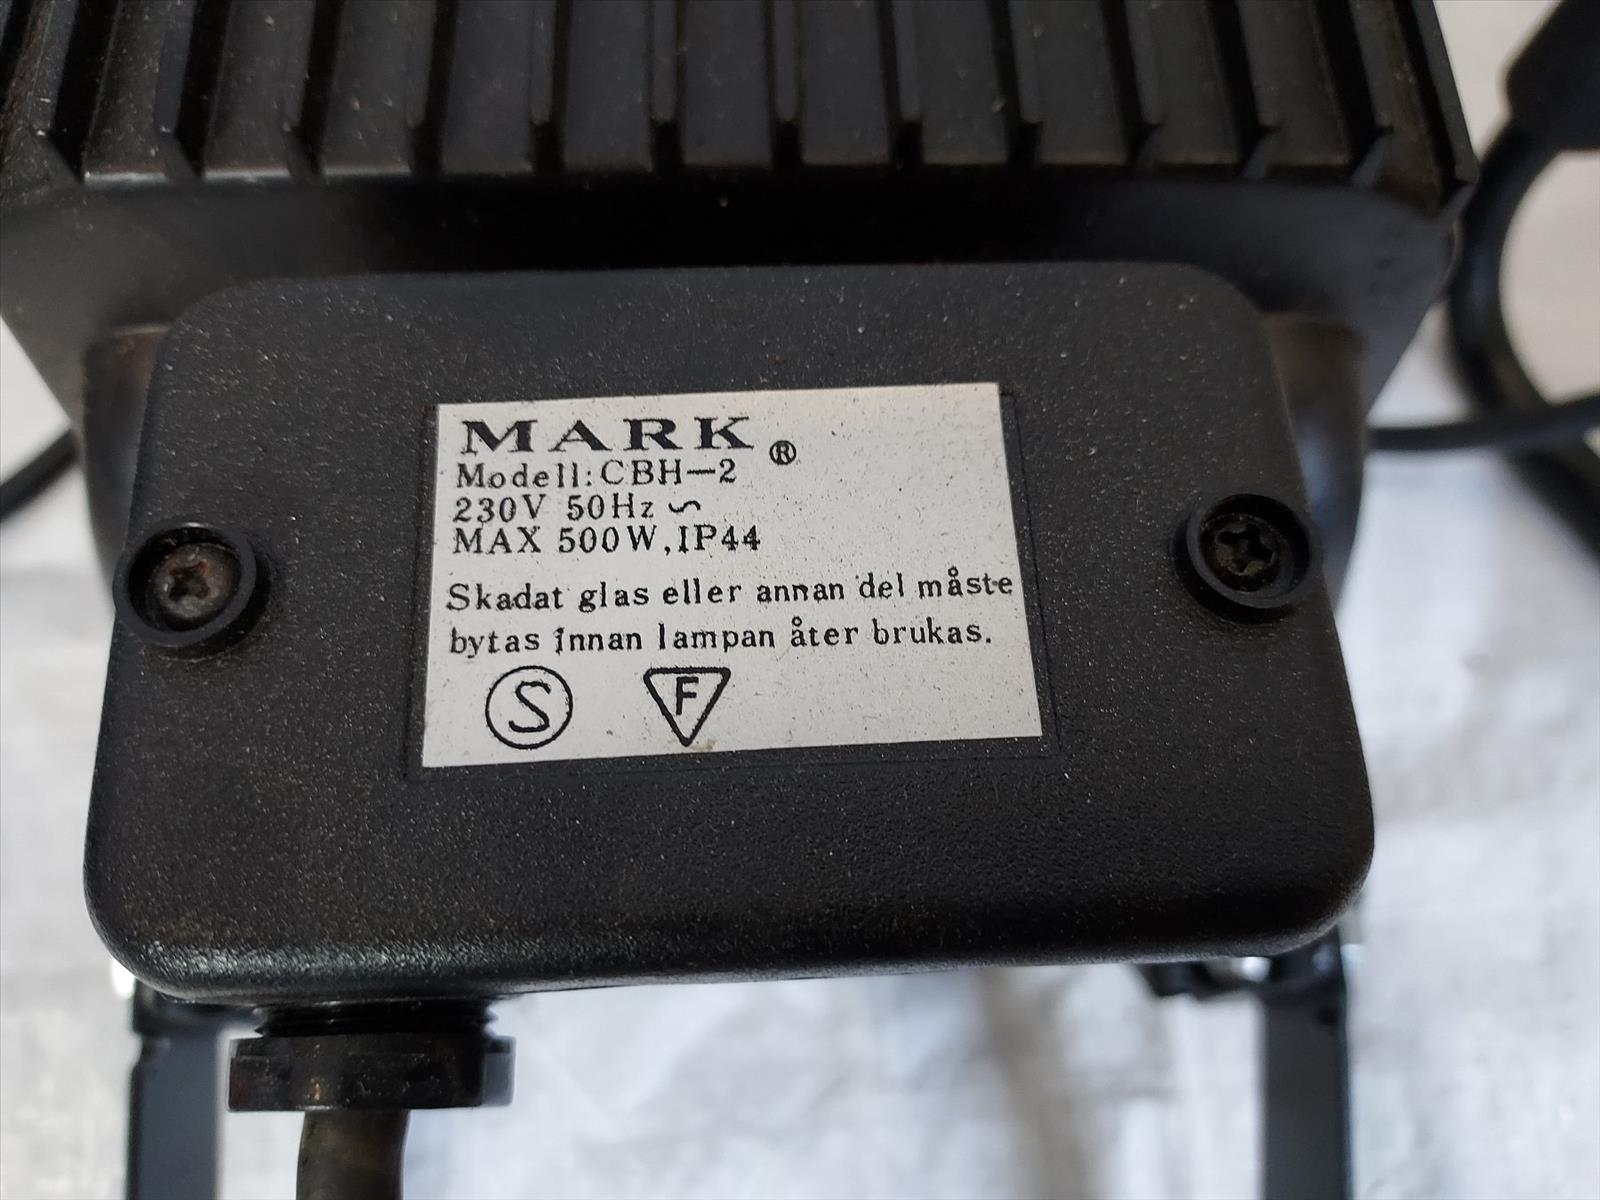 MARK ®
Modell: CBH-2
230V 50Hz ~
MAX 500W, IP44
Skadat glas eller annan del måste
bytas innan lampan åter brukas.
S F